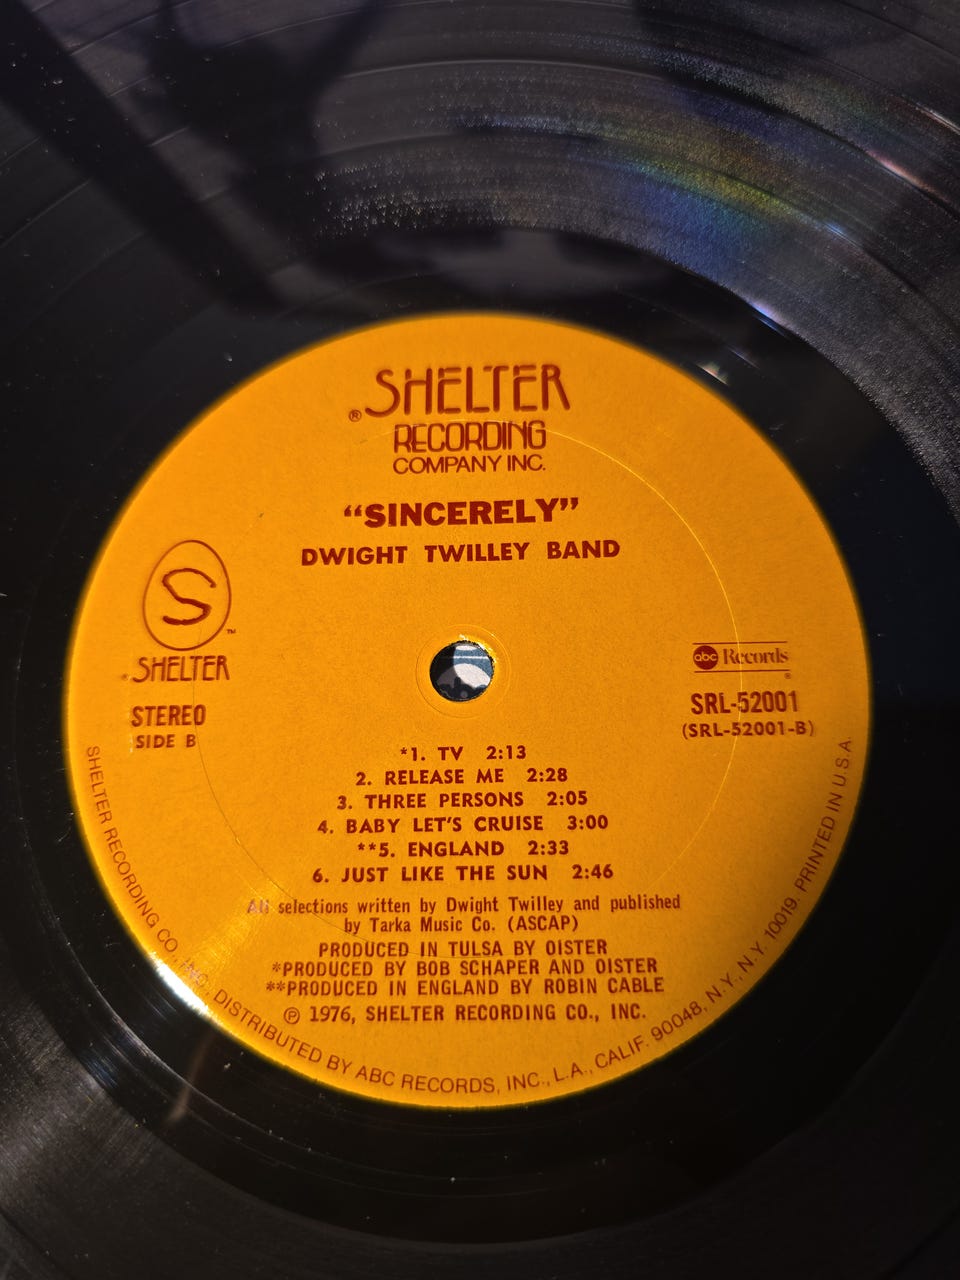 SHELTER
®
RECORDING
COMPANY INC.
“SINCERELY”
DWIGHT TWILLEY BAND
S
™
SHELTER
STEREO
SIDE B
abc Records
®
SRL-52001
(SRL-52001-B)
*1. TV 2:13
2. RELEASE ME 2:28
3. THREE PERSONS 2:05
4. BABY LET'S CRUISE 3:00
**5. ENGLAND 2:33
6. JUST LIKE THE SUN 2:46
All selections written by Dwight Twilley and published
by Tarka Music Co. (ASCAP)
PRODUCED IN TULSA BY OISTER
*PRODUCED BY BOB SCHAPER AND OISTER
**PRODUCED IN ENGLAND BY ROBIN CABLE
℗ 1976, SHELTER RECORDING CO., INC.
SHELTER RECORDING CO., INC. DISTRIBUTED BY ABC RECORDS, INC., L.A., CALIF. 90048, N.Y., N.Y. 10019. PRINTED IN U.S.A.